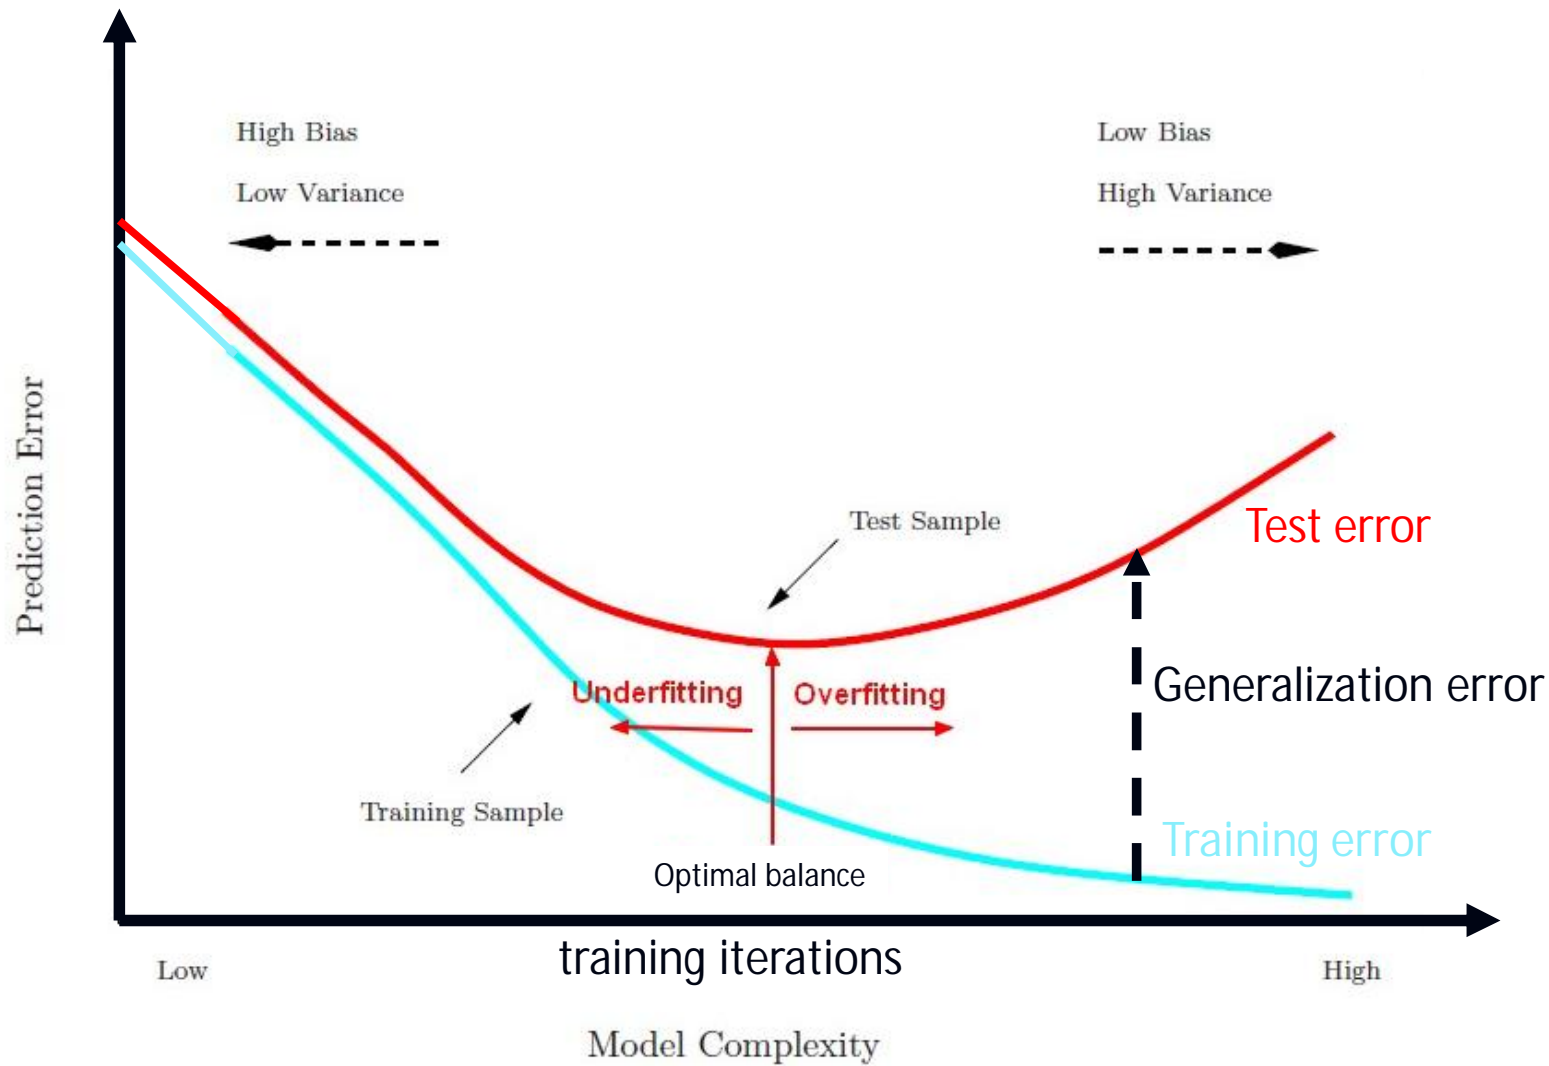 High Bias
Low Variance
Low Bias
High Variance
Prediction Error
Test Sample
Test error
Underfitting
Overfitting
Generalization error
Training Sample
Training error
Optimal balance
training iterations
Low
High
Model Complexity